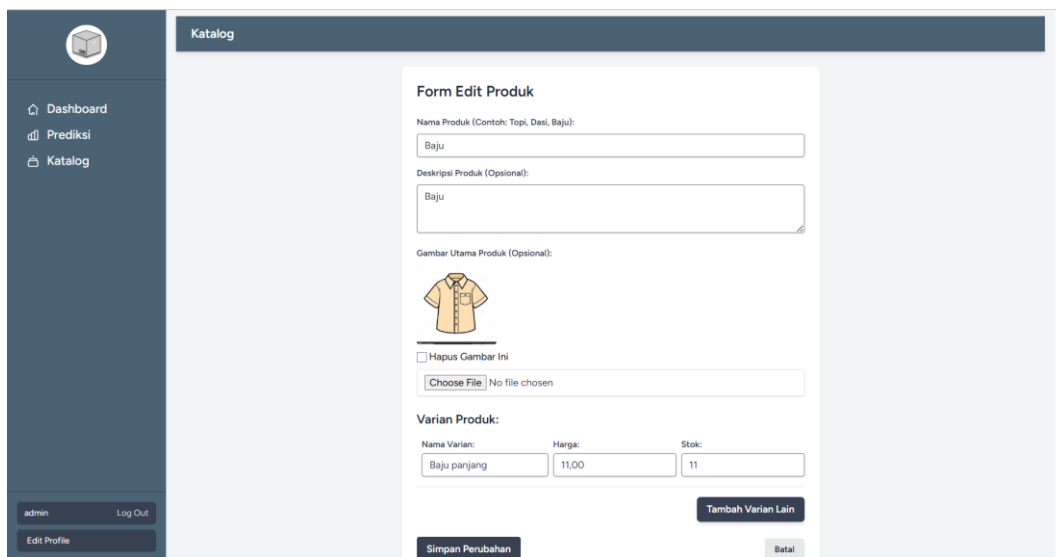 Katalog
Dashboard
Prediksi
Katalog
Form Edit Produk
Nama Produk (Contoh: Topi, Dasi, Baju):
Baju
Deskripsi Produk (Opsional):
Baju
Gambar Utama Produk (Opsional):
Hapus Gambar Ini
Choose File No file chosen
Varian Produk:
Nama Varian: Harga: Stok:
Baju panjang 11,00 11
Tambah Varian Lain
Simpan Perubahan Batal
admin Log Out
Edit Profile